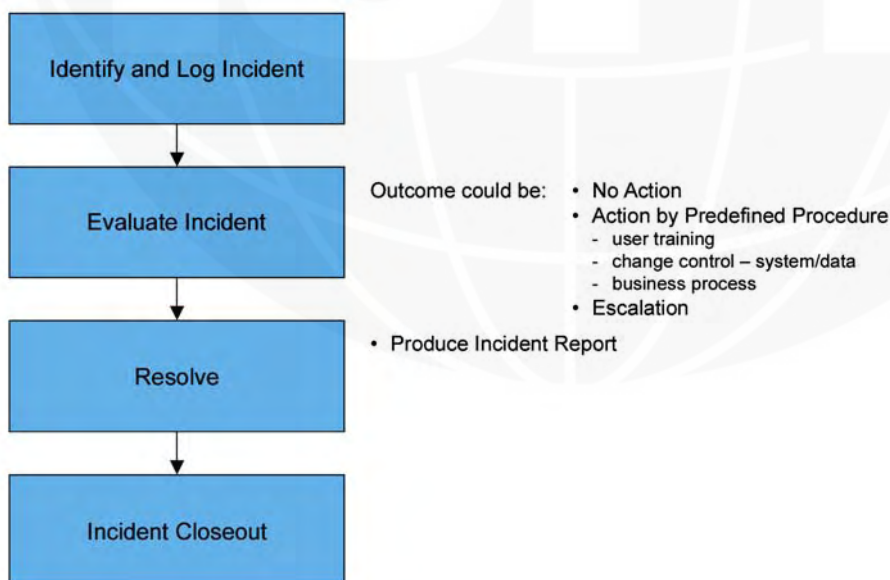 Identify and Log Incident
Evaluate Incident
Outcome could be:
• No Action
• Action by Predefined Procedure
- user training
- change control – system/data
- business process
• Escalation
Resolve
• Produce Incident Report
Incident Closeout